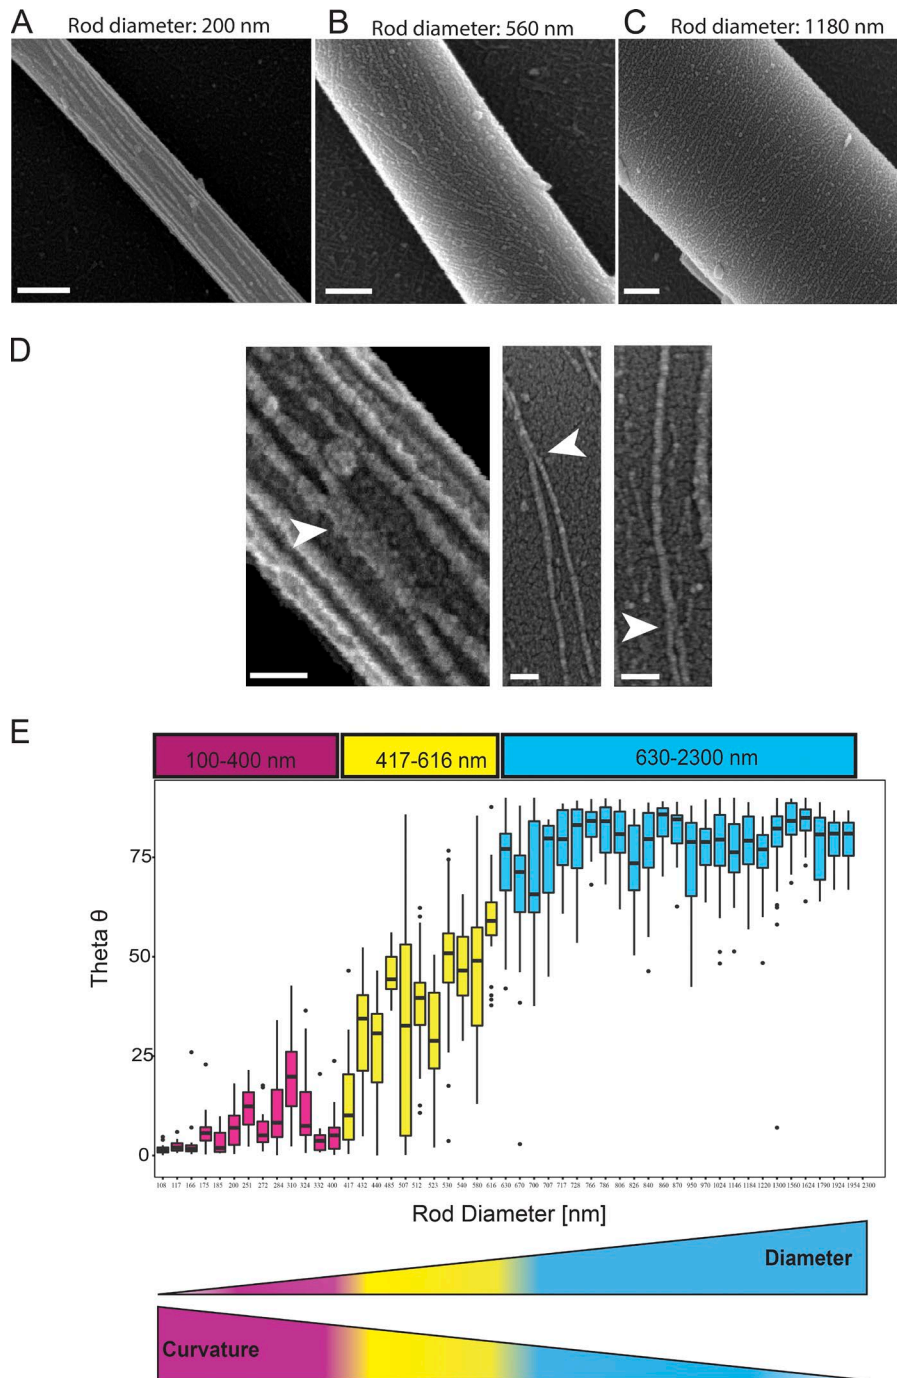 A
Rod diameter: 200 nm
B
Rod diameter: 560 nm
C
Rod diameter: 1180 nm
D
E
100-400 nm
417-616 nm
630-2300 nm
Theta θ
75
50
25
0
108 117 166 175 185 200 251 272 284 310 324 352 400 417 432 440 485 507 512 523 530 540 580 616 630 670 700 707 717 728 766 786 806 826 840 860 870 950 970 1024 1146 1184 1220 1300 1560 1624 1790 1924 1954 2300
Rod Diameter [nm]
Diameter
Curvature